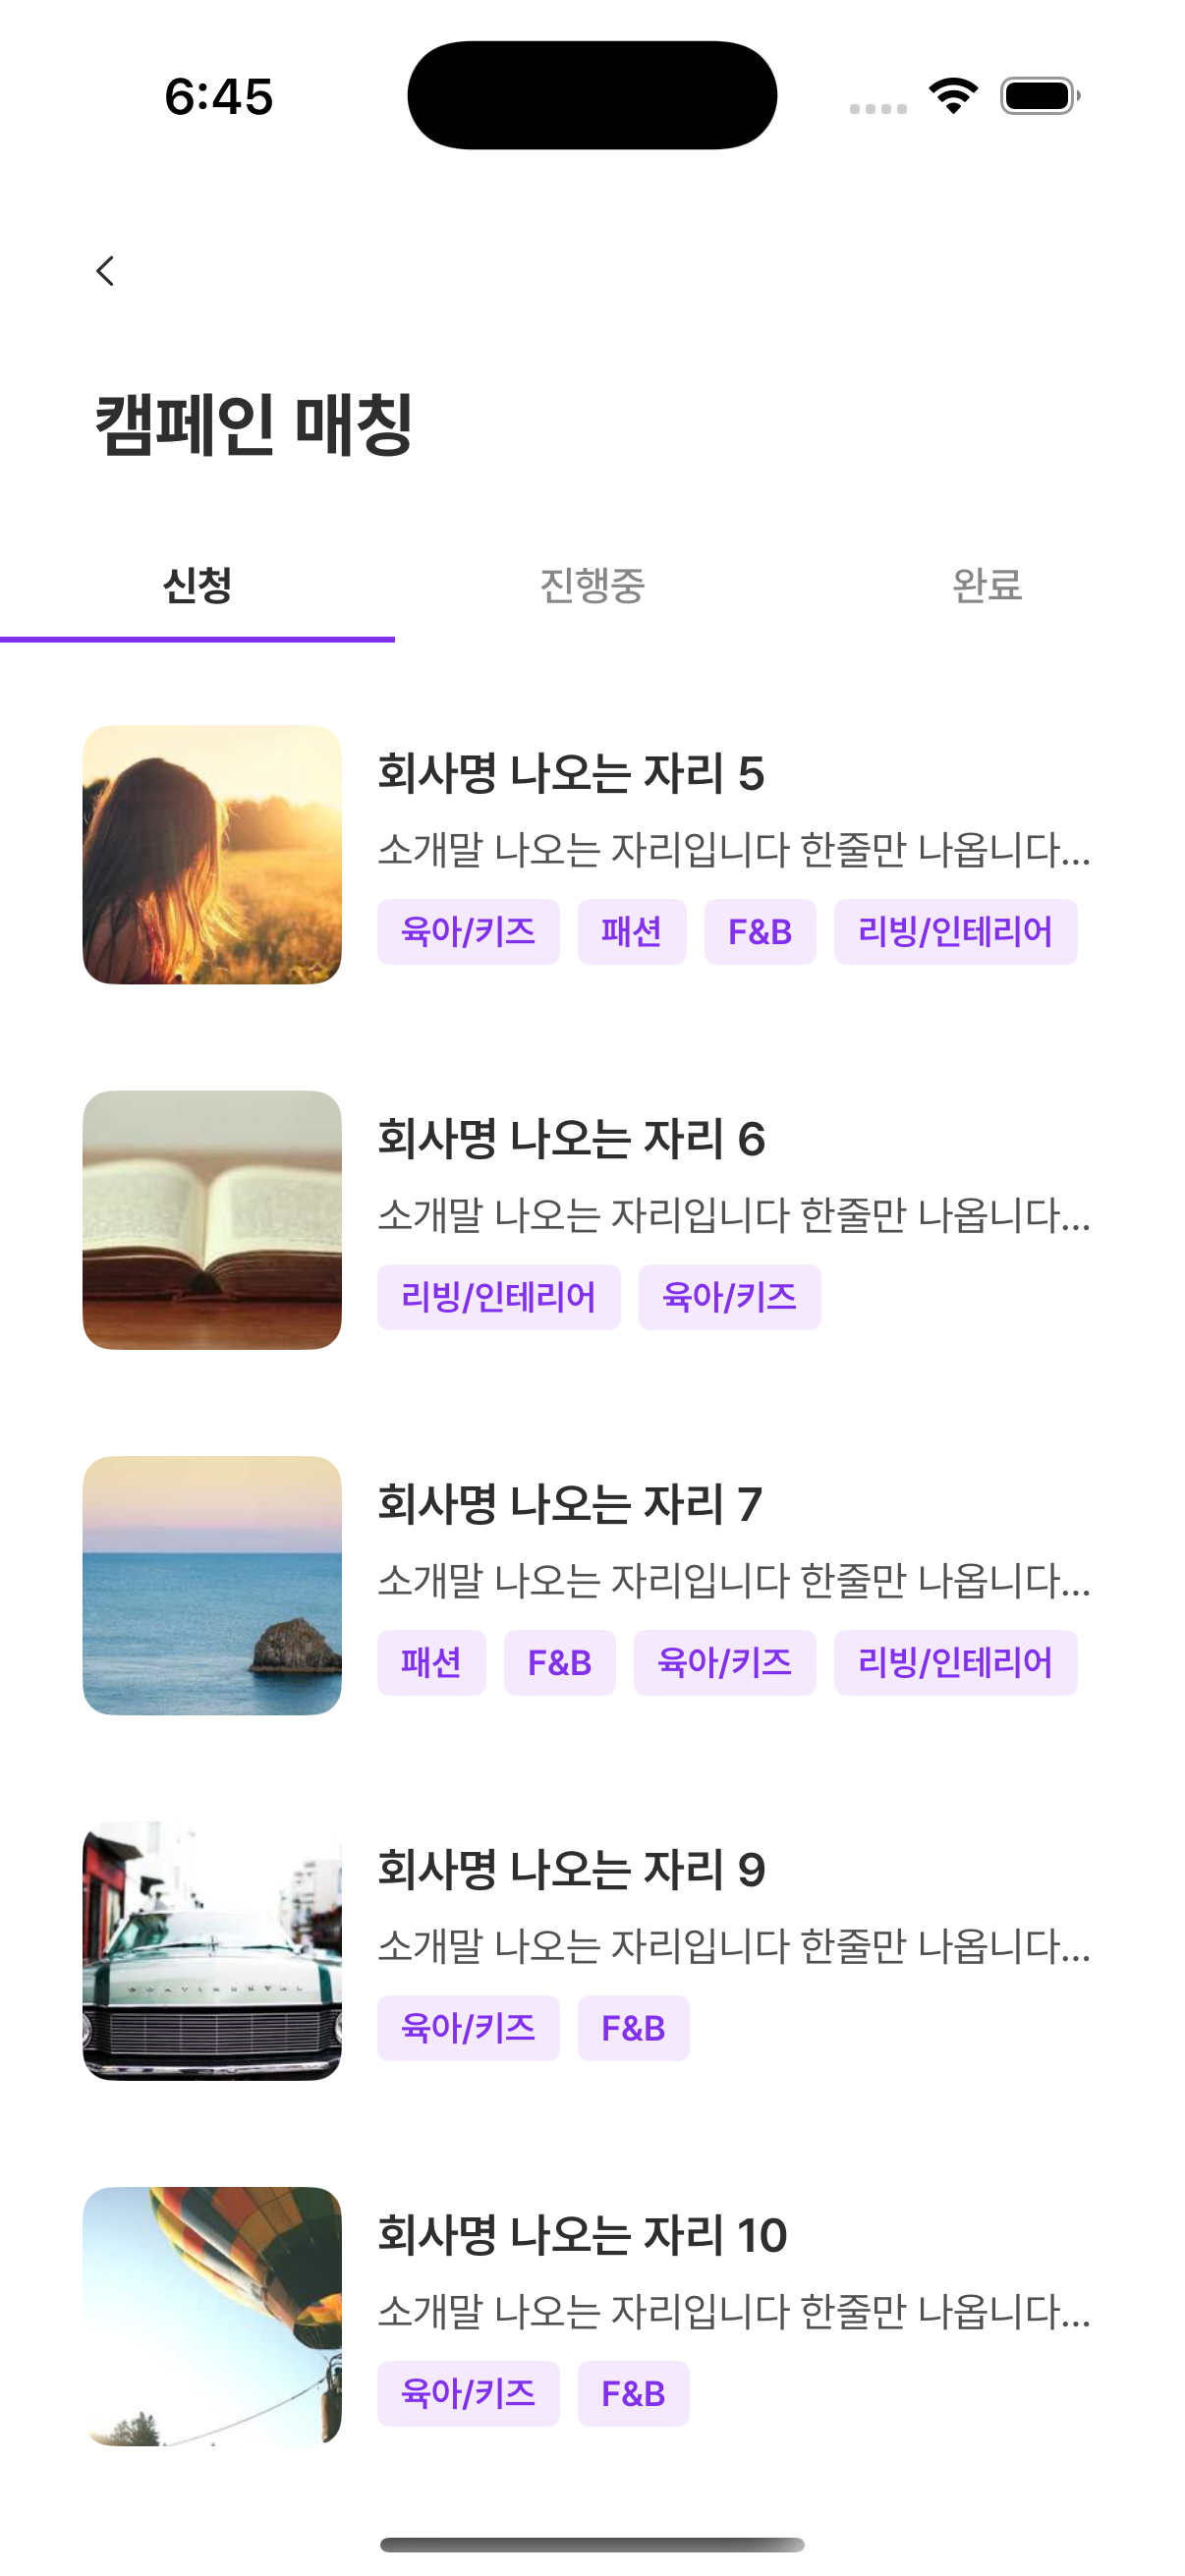 6:45
캠페인 매칭
신청 진행중 완료
회사명 나오는 자리 5
소개말 나오는 자리입니다 한줄만 나옵니다...
육아/키즈 패션 F&B 리빙/인테리어
회사명 나오는 자리 6
소개말 나오는 자리입니다 한줄만 나옵니다...
리빙/인테리어 육아/키즈
회사명 나오는 자리 7
소개말 나오는 자리입니다 한줄만 나옵니다...
패션 F&B 육아/키즈 리빙/인테리어
회사명 나오는 자리 9
소개말 나오는 자리입니다 한줄만 나옵니다...
육아/키즈 F&B
회사명 나오는 자리 10
소개말 나오는 자리입니다 한줄만 나옵니다...
육아/키즈 F&B